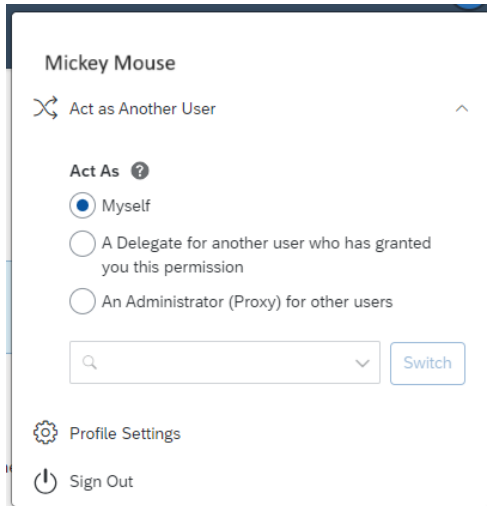 Mickey Mouse
Act as Another User
Act As ?
Myself
A Delegate for another user who has granted
you this permission
An Administrator (Proxy) for other users
Switch
Profile Settings
Sign Out